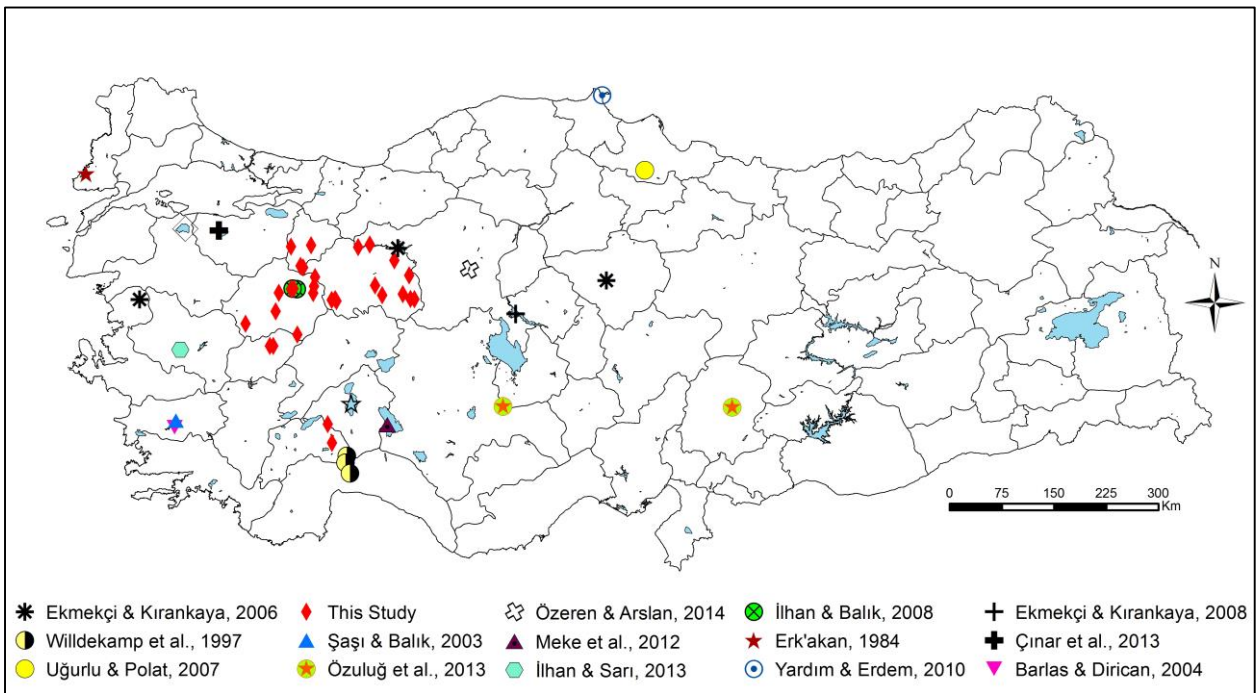 N
0 75 150 225 300
Km
Ekmekçi & Kırankaya, 2006
This Study
Özeren & Arslan, 2014
İlhan & Balık, 2008
Ekmekçi & Kırankaya, 2008
Willdekamp et al., 1997
Şaşı & Balık, 2003
Meke et al., 2012
Erk'akan, 1984
Çınar et al., 2013
Uğurlu & Polat, 2007
Özuluğ et al., 2013
İlhan & Sarı, 2013
Yardım & Erdem, 2010
Barlas & Dirican, 2004